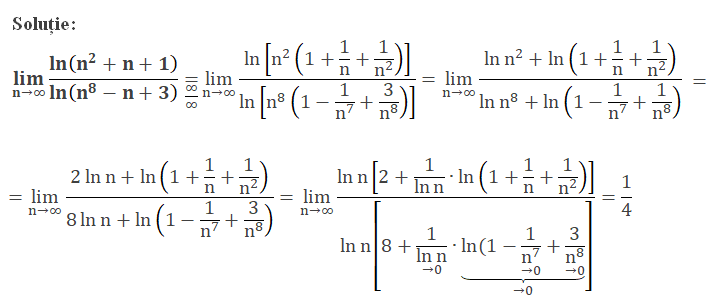 Soluție:
lim n→∞ ln(n² + n + 1) / ln(n⁸ − n + 3) = ∞/∞ lim n→∞ ln[n²(1 + 1/n + 1/n²)] / ln[n⁸(1 − 1/n⁷ + 3/n⁸)] = lim n→∞ (ln n² + ln(1 + 1/n + 1/n²)) / (ln n⁸ + ln(1 − 1/n⁷ + 1/n⁸)) =
= lim n→∞ (2 ln n + ln(1 + 1/n + 1/n²)) / (8 ln n + ln(1 − 1/n⁷ + 3/n⁸)) = lim n→∞ ln n[2 + 1/ln n · ln(1 + 1/n + 1/n²)] / ln n[8 + 1/ln n · ln(1 − 1/n⁷ + 3/n⁸] = 1/4
→0 →0 →0
→0